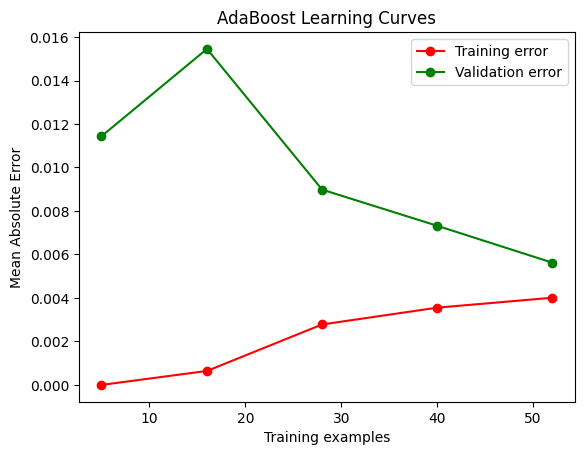 AdaBoost Learning Curves
Training error
Validation error
Mean Absolute Error
0.016
0.014
0.012
0.010
0.008
0.006
0.004
0.002
0.000
10
20
30
40
50
Training examples